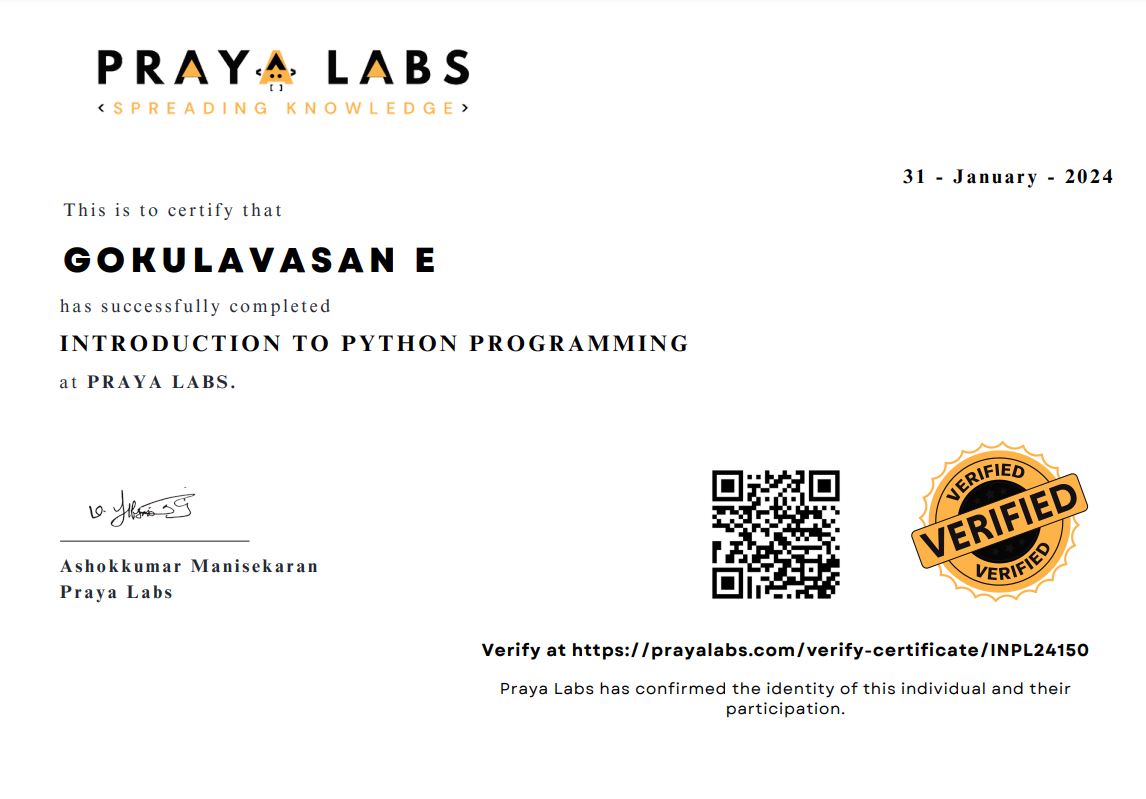 PRAYA LABS
<SPREADING KNOWLEDGE>
31 - January - 2024
This is to certify that
GOKULAVASAN E
has successfully completed
INTRODUCTION TO PYTHON PROGRAMMING
at PRAYA LABS.
Ashokkumar Manisekaran
Praya Labs
VERIFIED
VERIFIED
VERIFIED
Verify at https://prayalabs.com/verify-certificate/INPL24150
Praya Labs has confirmed the identity of this individual and their
participation.